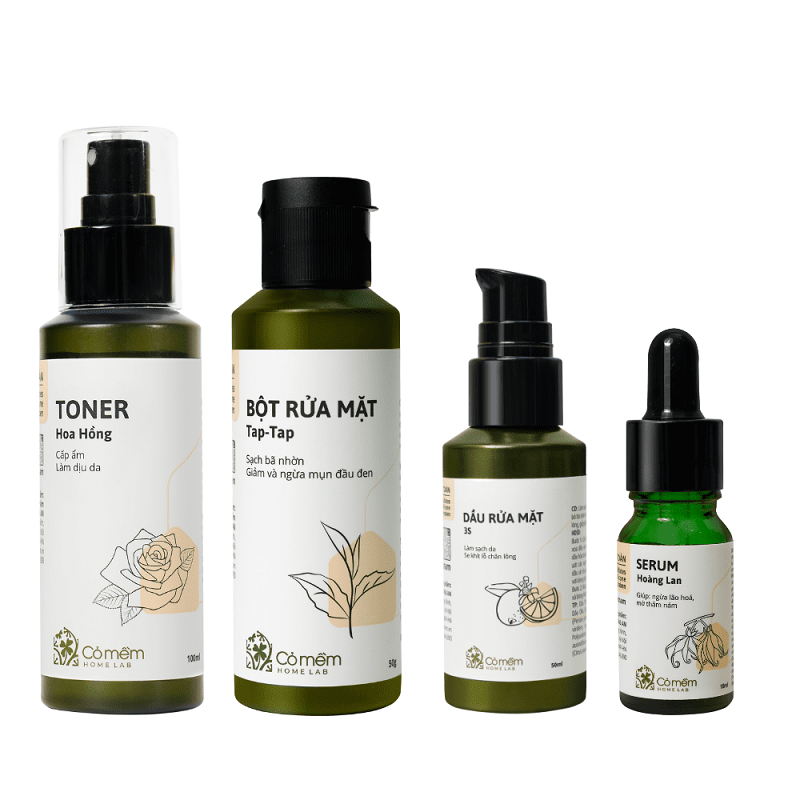 TONER
Hoa Hồng
Cấp ẩm
Làm dịu da
Cỏ mềm
HOME LAB
100ml
BỘT RỬA MẶT
Tap-Tap
Sạch bã nhờn
Giảm và ngừa mụn đầu đen
Cỏ mềm
HOME LAB
50g
DẦU RỬA MẶT
3S
Làm sạch da
Se khít lỗ chân lông
Cỏ mềm
HOME LAB
50ml
SERUM
Hoàng Lan
Giúp: ngừa lão hoá,
mờ thâm nám
Cỏ mềm
HOME LAB
10ml